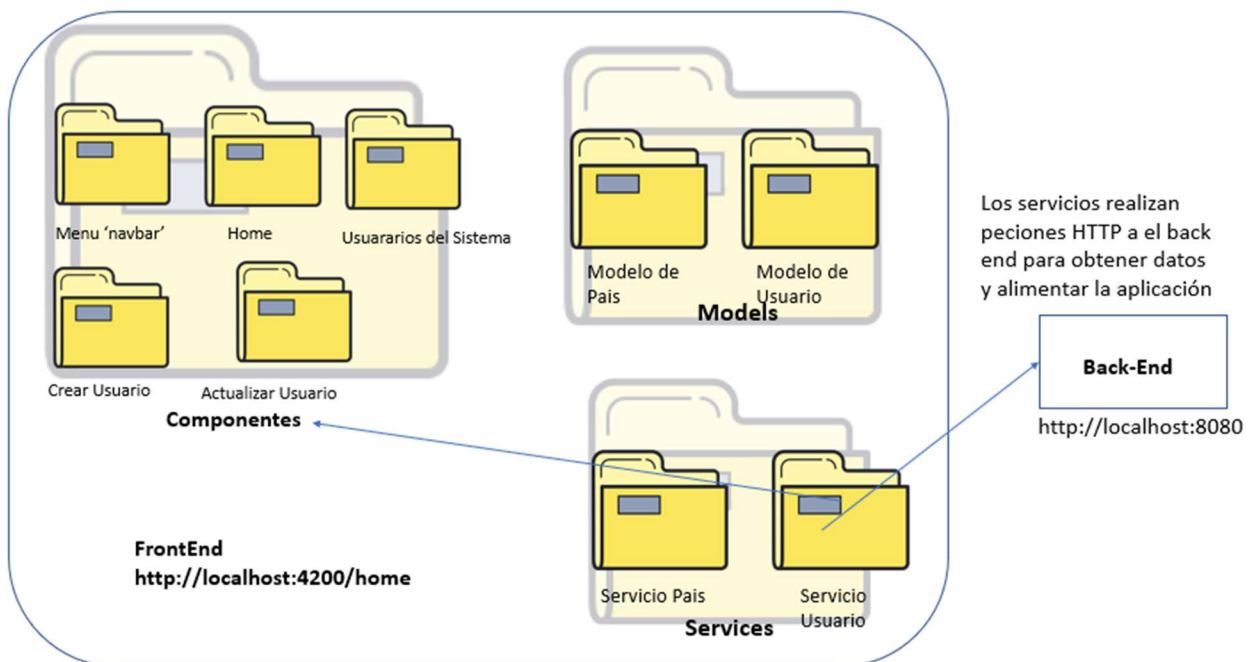 Menu ‘navbar’
Home
Usuararios del Sistema
Crear Usuario
Actualizar Usuario
Componentes
Modelo de
Pais
Modelo de
Usuario
Models
Servicio Pais
Servicio
Usuario
Services
FrontEnd
http://localhost:4200/home
Los servicios realizan
peciones HTTP a el back
end para obtener datos
y alimentar la aplicación
Back-End
http://localhost:8080